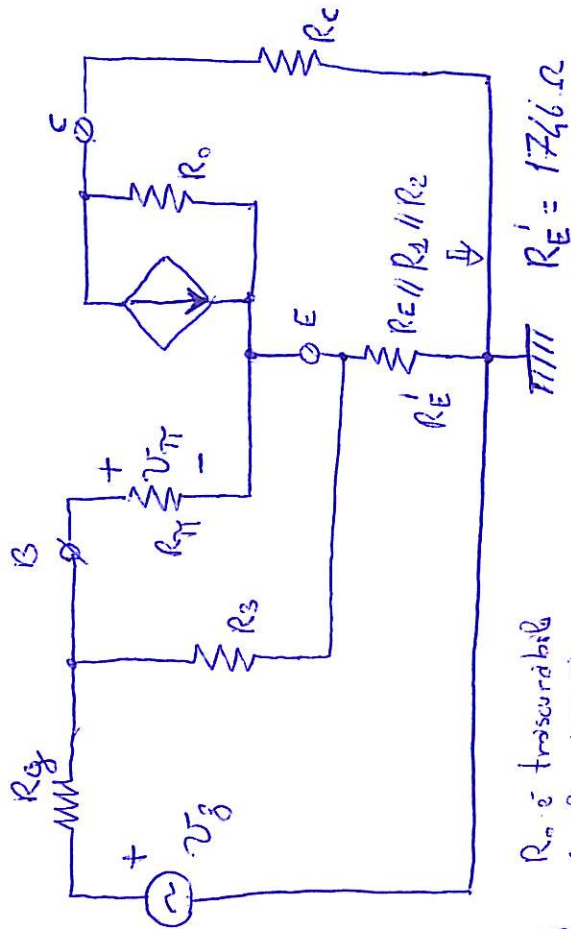 Rg
B
C
+
vg
R3
+
vπ
-
Rπ
Ro
Rc
E
RE//R1//R2
R'E
R'E = 1746 Ω
Ro è trascurabile